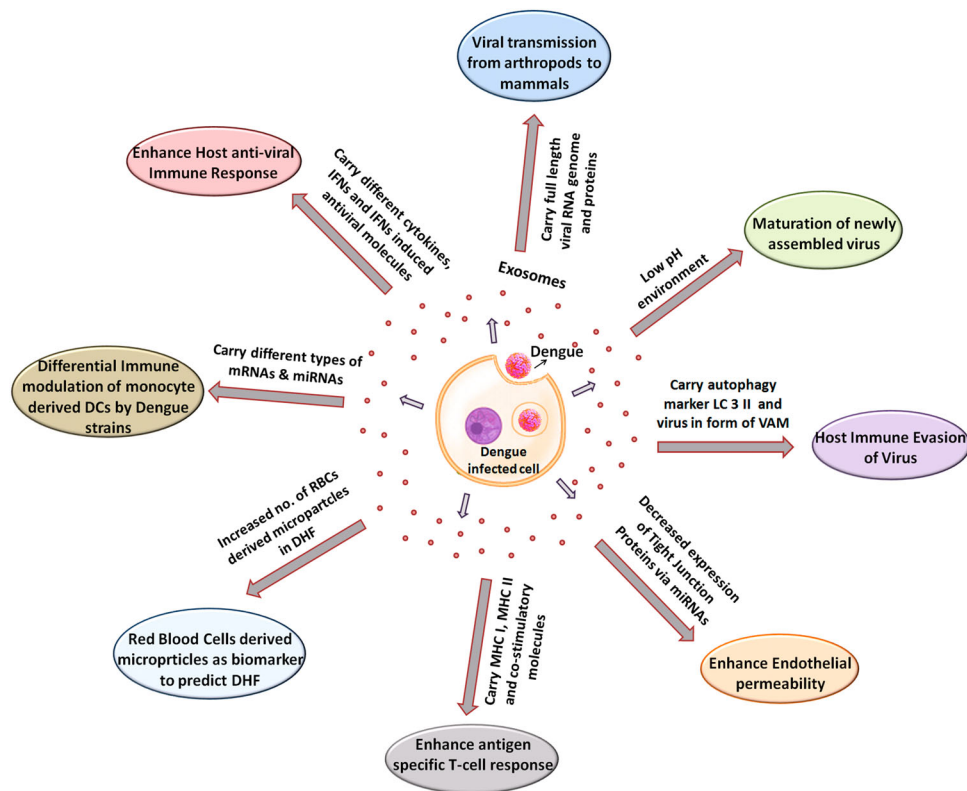 Viral transmission
from arthropods to
mammals
Carry full length
viral RNA genome
and proteins
Enhance Host anti-viral
Immune Response
Carry different cytokines,
IFNs and IFNs induced
antiviral molecules
Exosomes
Maturation of newly
assembled virus
Low pH
environment
Dengue
Dengue
infected cell
Differential Immune
modulation of monocyte
derived DCs by Dengue
strains
Carry different types of
mRNAs & miRNAs
Carry autophagy
marker LC 3 II and
virus in form of VAM
Host Immune Evasion
of Virus
Increased no. of RBCs
derived micropartcles
in DHF
Red Blood Cells derived
microprticles as biomarker
to predict DHF
Carry MHC I, MHC II
and co-stimulatory
molecules
Enhance antigen
specific T-cell response
Decreased expression
of Tight Junction
Proteins via miRNAs
Enhance Endothelial
permeability